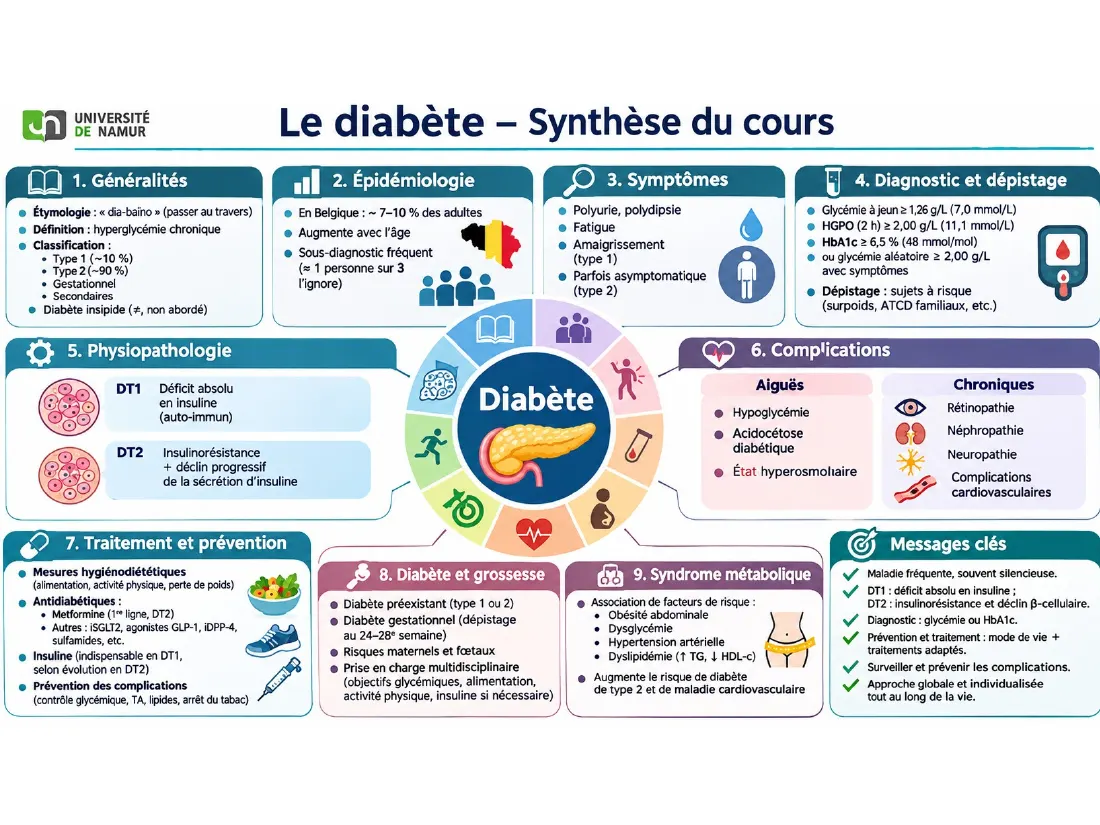 UNIVERSITÉ
DE NAMUR
Le diabète – Synthèse du cours
1. Généralités
Étymologie : « dia-baïno » (passer au travers)
Définition : hyperglycémie chronique
Classification :
Type 1 (~10 %)
Type 2 (~90 %)
Gestationnel
Secondaires
Diabète insipide (≠, non abordé)
2. Épidémiologie
En Belgique : ~ 7–10 % des adultes
Augmente avec l'âge
Sous-diagnostic fréquent
(≈ 1 personne sur 3
l'ignore)
3. Symptômes
Polyurie, polydipsie
Fatigue
Amaigrissement
(type 1)
Parfois asymptomatique
(type 2)
4. Diagnostic et dépistage
Glycémie à jeun ≥ 1,26 g/L (7,0 mmol/L)
HGPO (2 h) ≥ 2,00 g/L (11,1 mmol/L)
HbA1c ≥ 6,5 % (48 mmol/mol)
ou glycémie aléatoire ≥ 2,00 g/L
avec symptômes
Dépistage : sujets à risque
(surpoids, ATCD familiaux, etc.)
5. Physiopathologie
DT1 Déficit absolu
en insuline
(auto-immun)
DT2 Insulinorésistance
+ déclin progressif
de la sécrétion d'insuline
Diabète
6. Complications
Aiguës
Hypoglycémie
Acidocétose
diabétique
État hyperosmolaire
Chroniques
Rétinopathie
Néphropathie
Neuropathie
Complications
cardiovasculaires
7. Traitement et prévention
Mesures hygiénodiététiques
(alimentation, activité physique, perte de poids)
Antidiabétiques :
Metformine (1ʳᵉ ligne, DT2)
Autres : iSGLT2, agonistes GLP-1, iDPP-4,
sulfamides, etc.
Insuline (indispensable en DT1,
selon évolution en DT2)
Prévention des complications
(contrôle glycémique, TA, lipides, arrêt du tabac)
8. Diabète et grossesse
Diabète préexistant (type 1 ou 2)
Diabète gestationnel (dépistage
au 24–28ᵉ semaine)
Risques maternels et fœtaux
Prise en charge multidisciplinaire
(objectifs glycémiques, alimentation,
activité physique, insuline si nécessaire)
9. Syndrome métabolique
Association de facteurs de risque :
Obésité abdominale
Dysglycémie
Hypertension artérielle
Dyslipidémie (↑ TG, ↓ HDL-c)
Augmente le risque de diabète
de type 2 et de maladie cardiovasculaire
Messages clés
Maladie fréquente, souvent silencieuse.
DT1 : déficit absolu en insuline ;
DT2 : insulinorésistance et déclin β-cellulaire.
Diagnostic : glycémie ou HbA1c.
Prévention et traitement : mode de vie +
traitements adaptés.
Surveiller et prévenir les complications.
Approche globale et individualisée
tout au long de la vie.